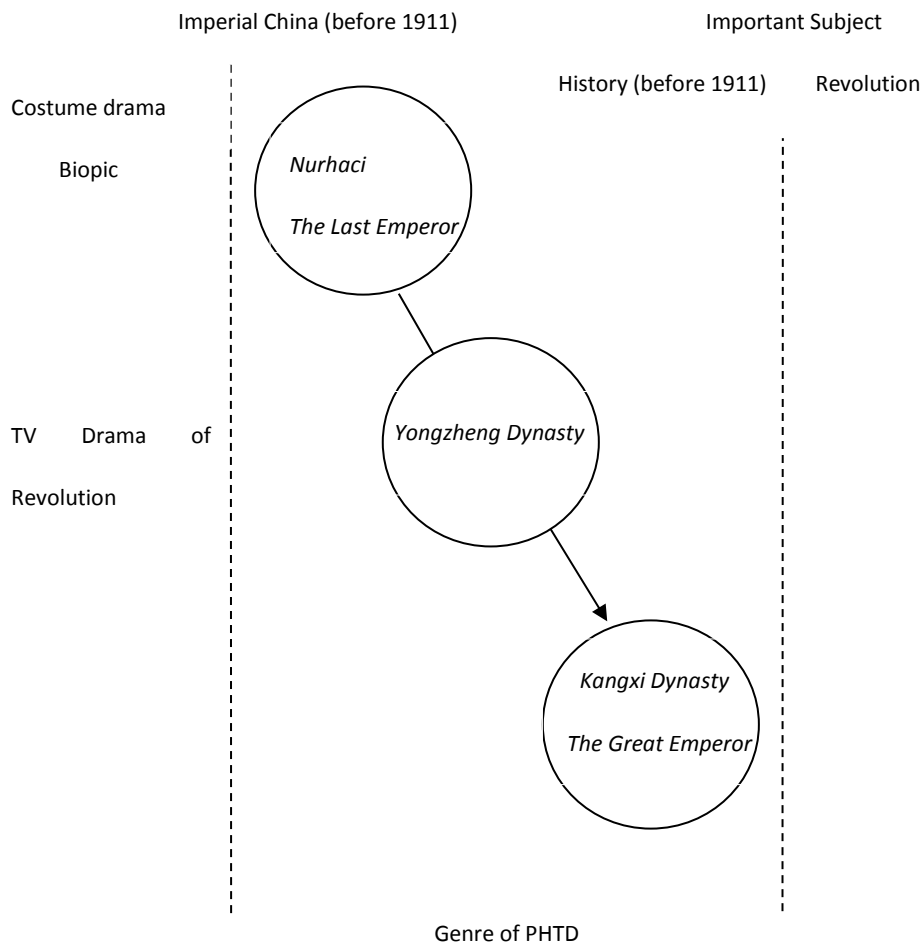 Imperial China (before 1911) Important Subject
History (before 1911) Revolution
Costume drama
Biopic
Nurhaci
The Last Emperor
Yongzheng Dynasty
TV Drama of
Revolution
Kangxi Dynasty
The Great Emperor
Genre of PHTD